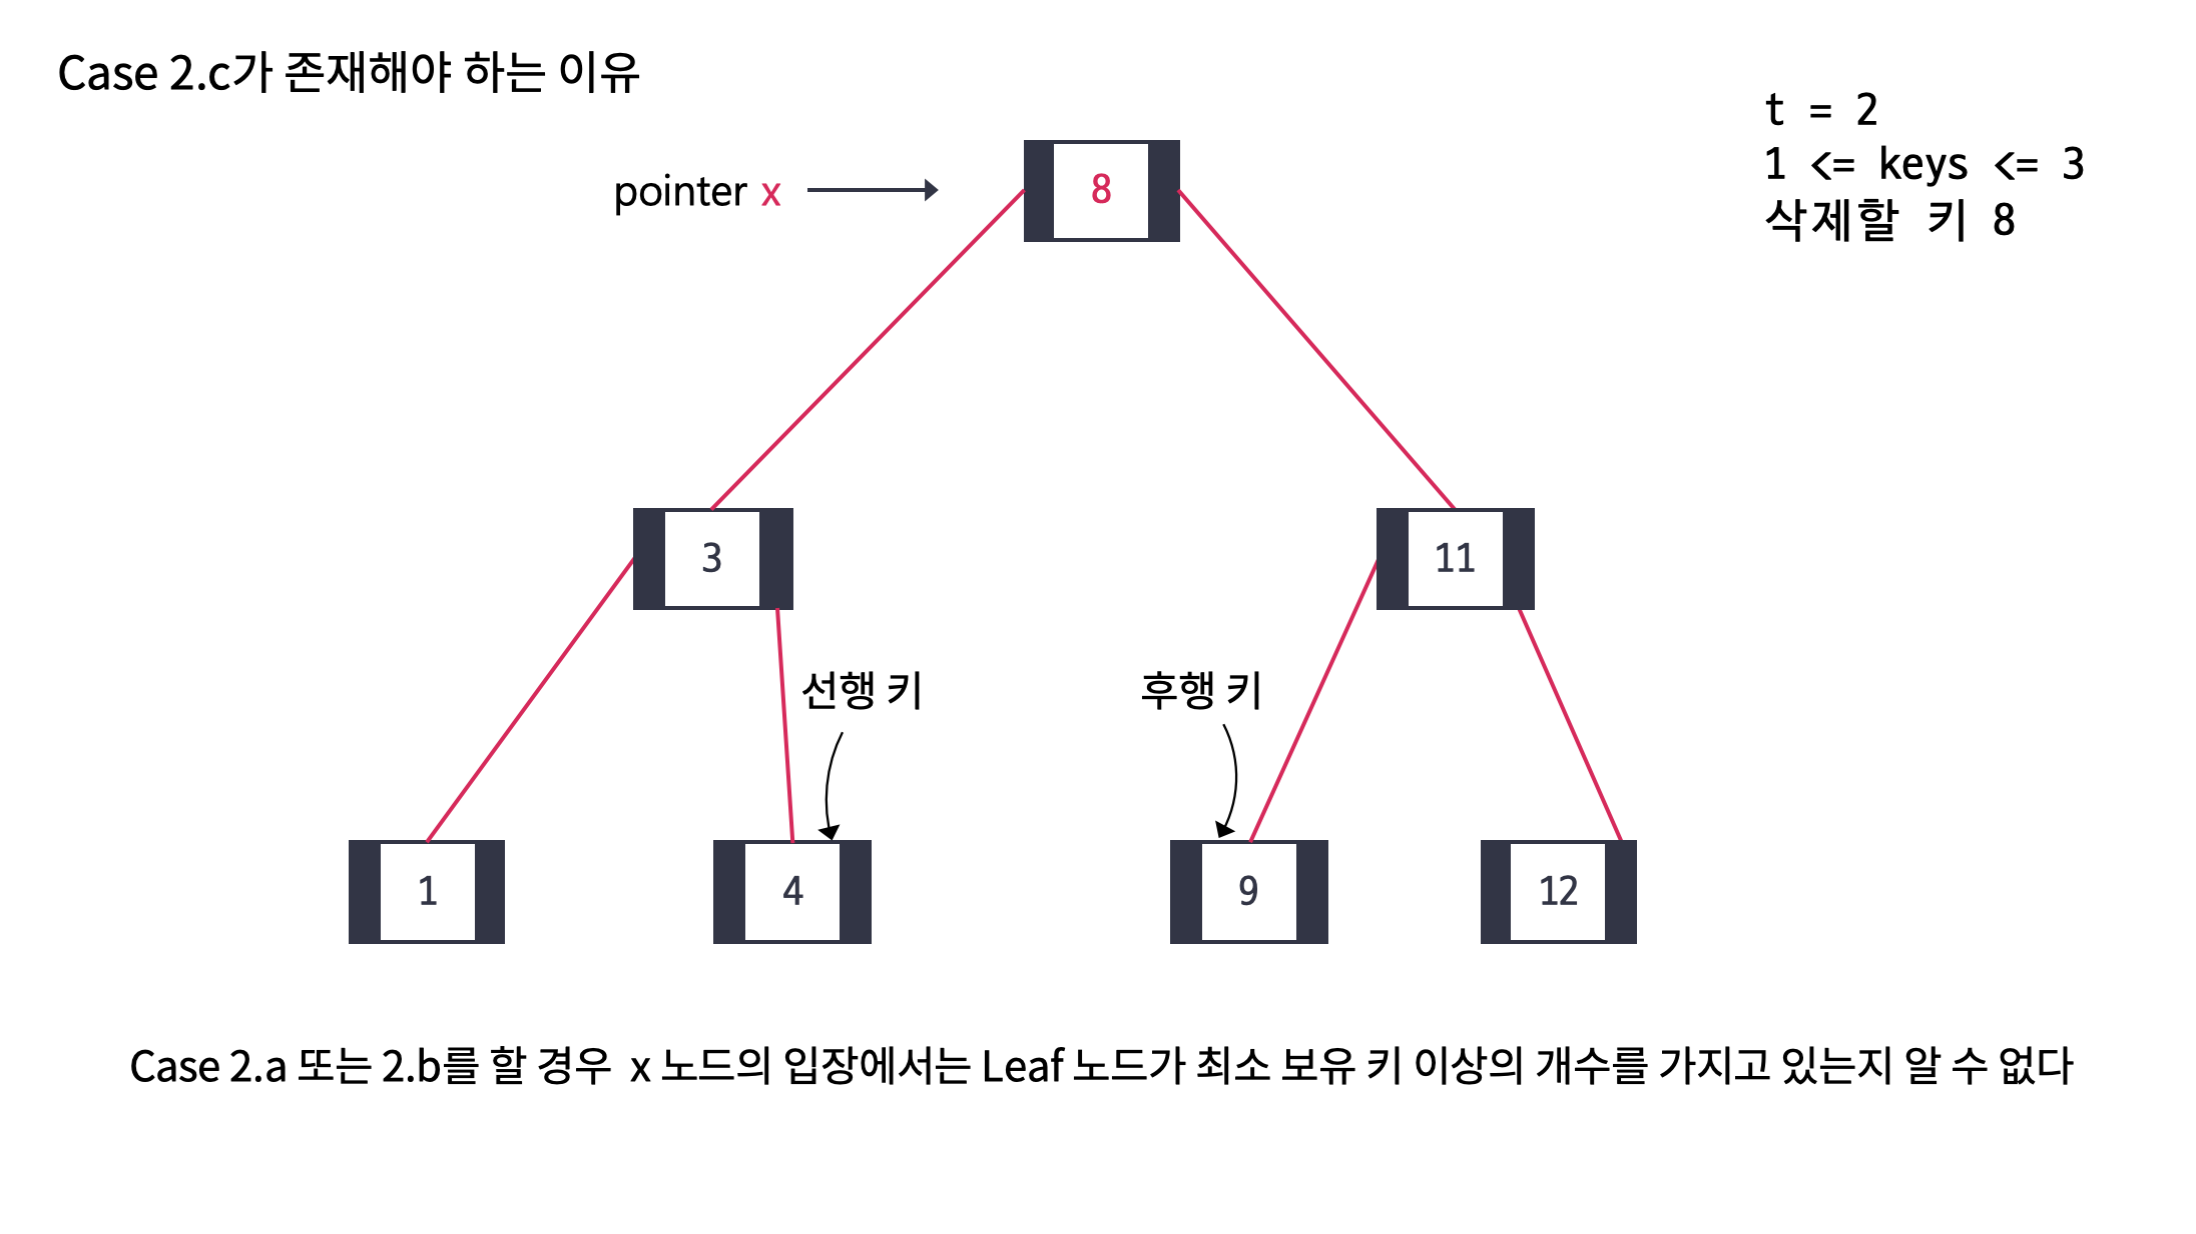 Case 2.c가 존재해야 하는 이유
t = 2
1 <= keys <= 3
삭제할 키 8
pointer x
8
3
11
선행 키
후행 키
1
4
9
12
Case 2.a 또는 2.b를 할 경우 x 노드의 입장에서는 Leaf 노드가 최소 보유 키 이상의 개수를 가지고 있는지 알 수 없다